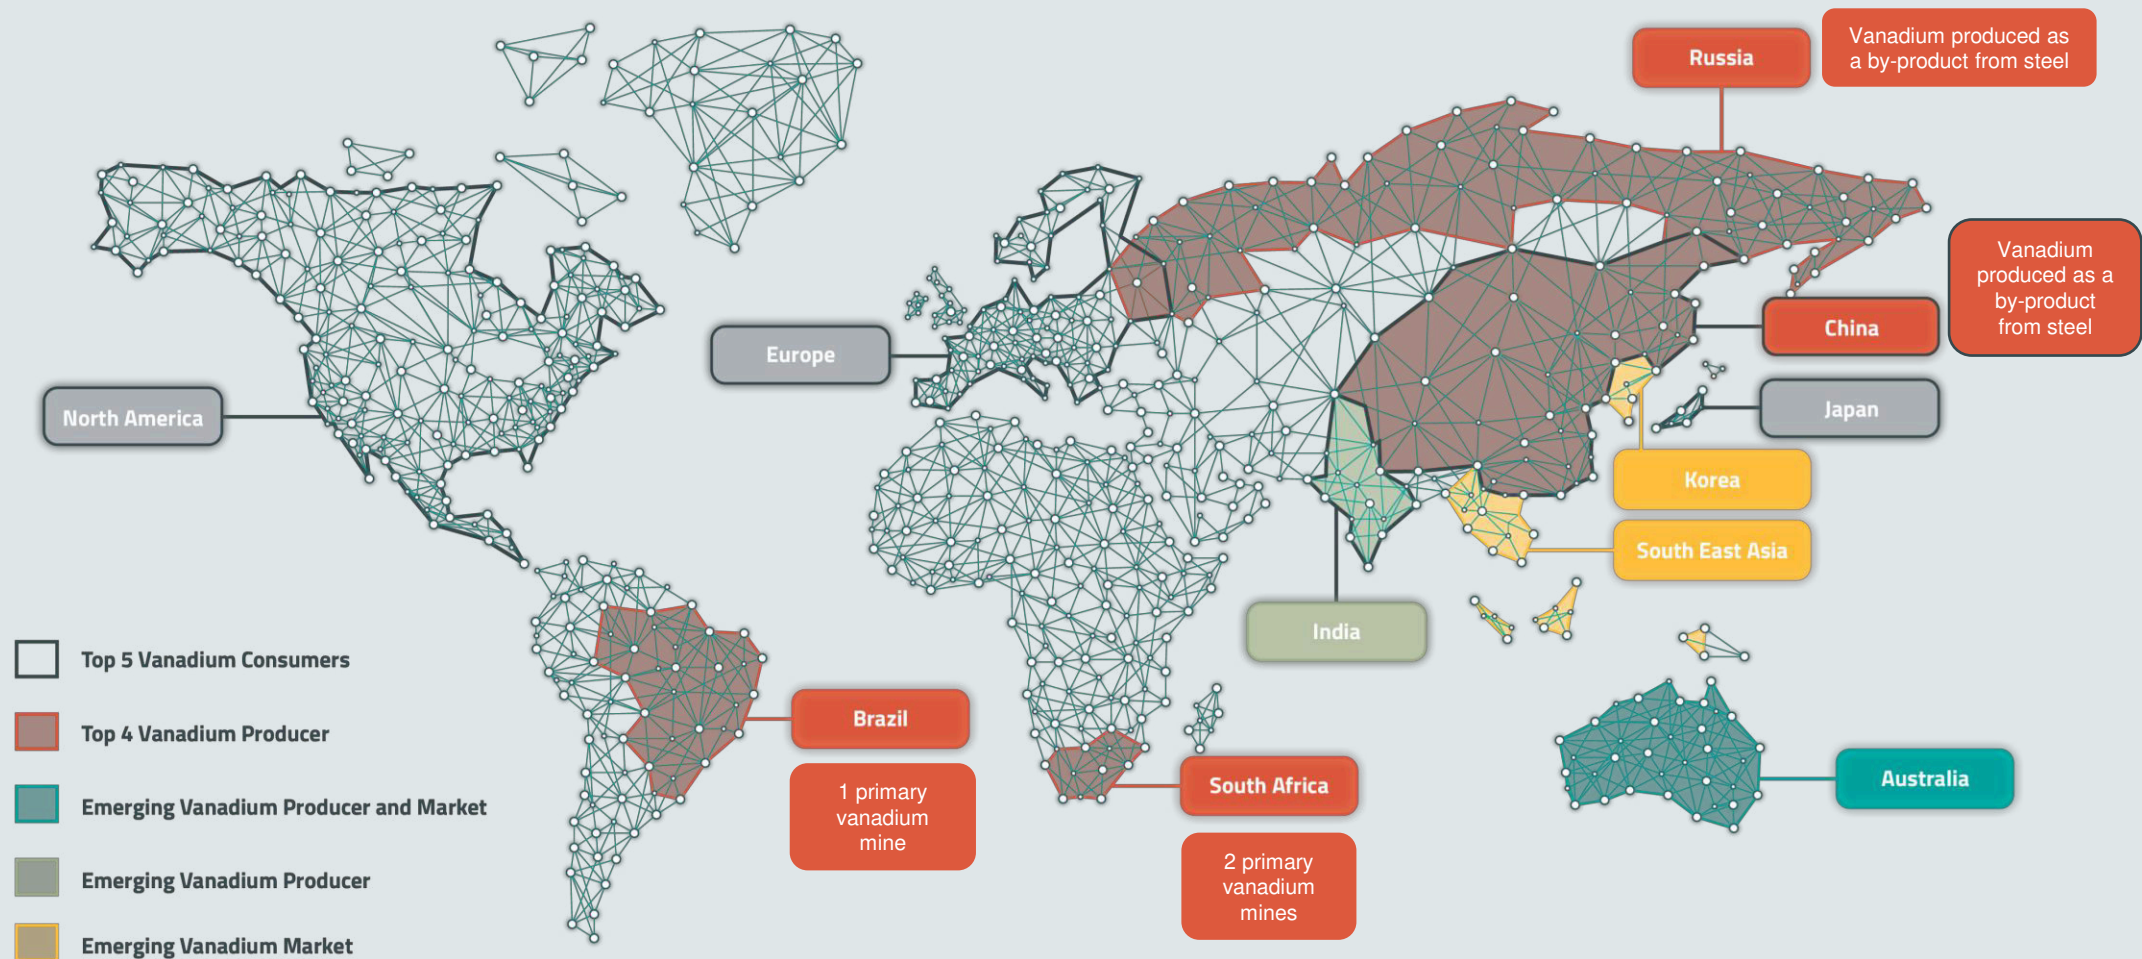 Russia
Vanadium produced as
a by-product from steel
Vanadium
produced as a
by-product
from steel
China
Europe
Japan
North America
Korea
South East Asia
India
Top 5 Vanadium Consumers
Brazil
Top 4 Vanadium Producer
South Africa
Australia
1 primary
vanadium
mine
Emerging Vanadium Producer and Market
2 primary
vanadium
mines
Emerging Vanadium Producer
Emerging Vanadium Market